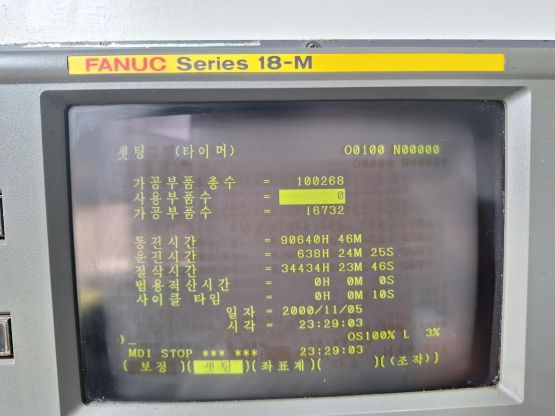 FANUC Series 18-M
셋팅 (타이머) O0100 N00000
가공부품 총수 = 100268
사용부품수 = 0
가공부품수 = 16732
통전시간 = 90640H 46M
운전시간 = 638H 24M 25S
절삭시간 = 34434H 23M 46S
범용적산시간 = 0H 0M 0S
사이클 타임 = 0H 0M 10S
일자 = 2000/11/05
시각 = 23:29:03
)_ OS100% L 3%
MDI STOP *** *** 23:29:03
( 보정 )( 셋팅 )( 좌표계 )( )( (조작) )